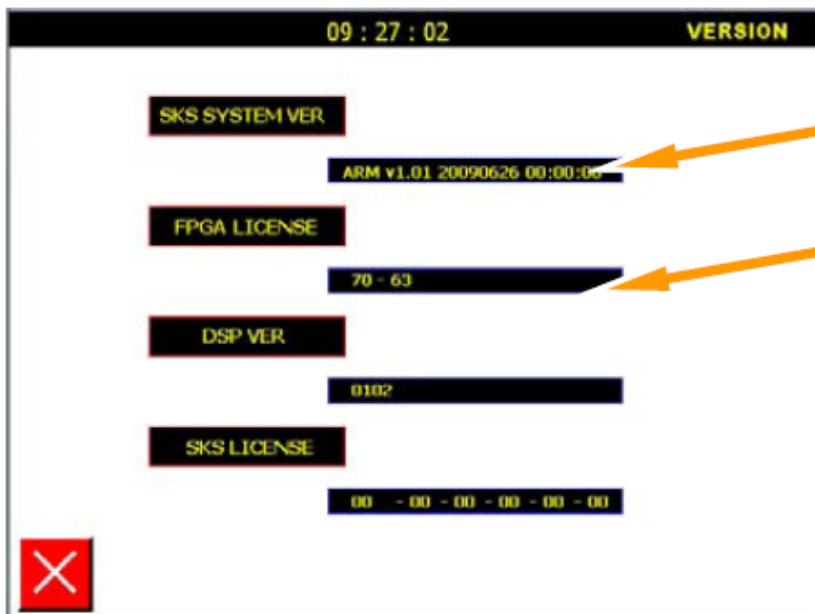 09 : 27 : 02 VERSION
SKS SYSTEM VER
ARM v1.01 20090626 00:00:00
FPGA LICENSE
70 - 63
DSP VER
0102
SKS LICENSE
00 - 00 - 00 - 00 - 00 - 00